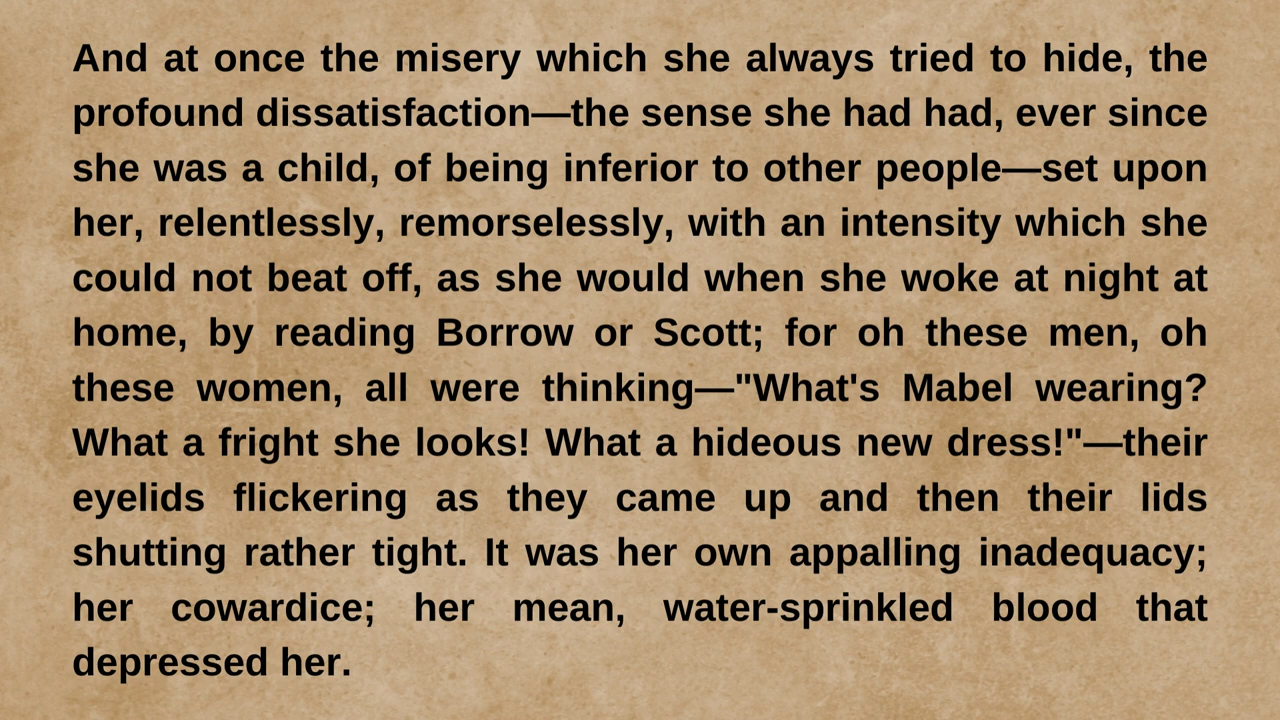 And at once the misery which she always tried to hide, the
profound dissatisfaction—the sense she had had, ever since
she was a child, of being inferior to other people—set upon
her, relentlessly, remorselessly, with an intensity which she
could not beat off, as she would when she woke at night at
home, by reading Borrow or Scott; for oh these men, oh
these women, all were thinking—"What's Mabel wearing?
What a fright she looks! What a hideous new dress!"—their
eyelids flickering as they came up and then their lids
shutting rather tight. It was her own appalling inadequacy;
her cowardice; her mean, water-sprinkled blood that
depressed her.